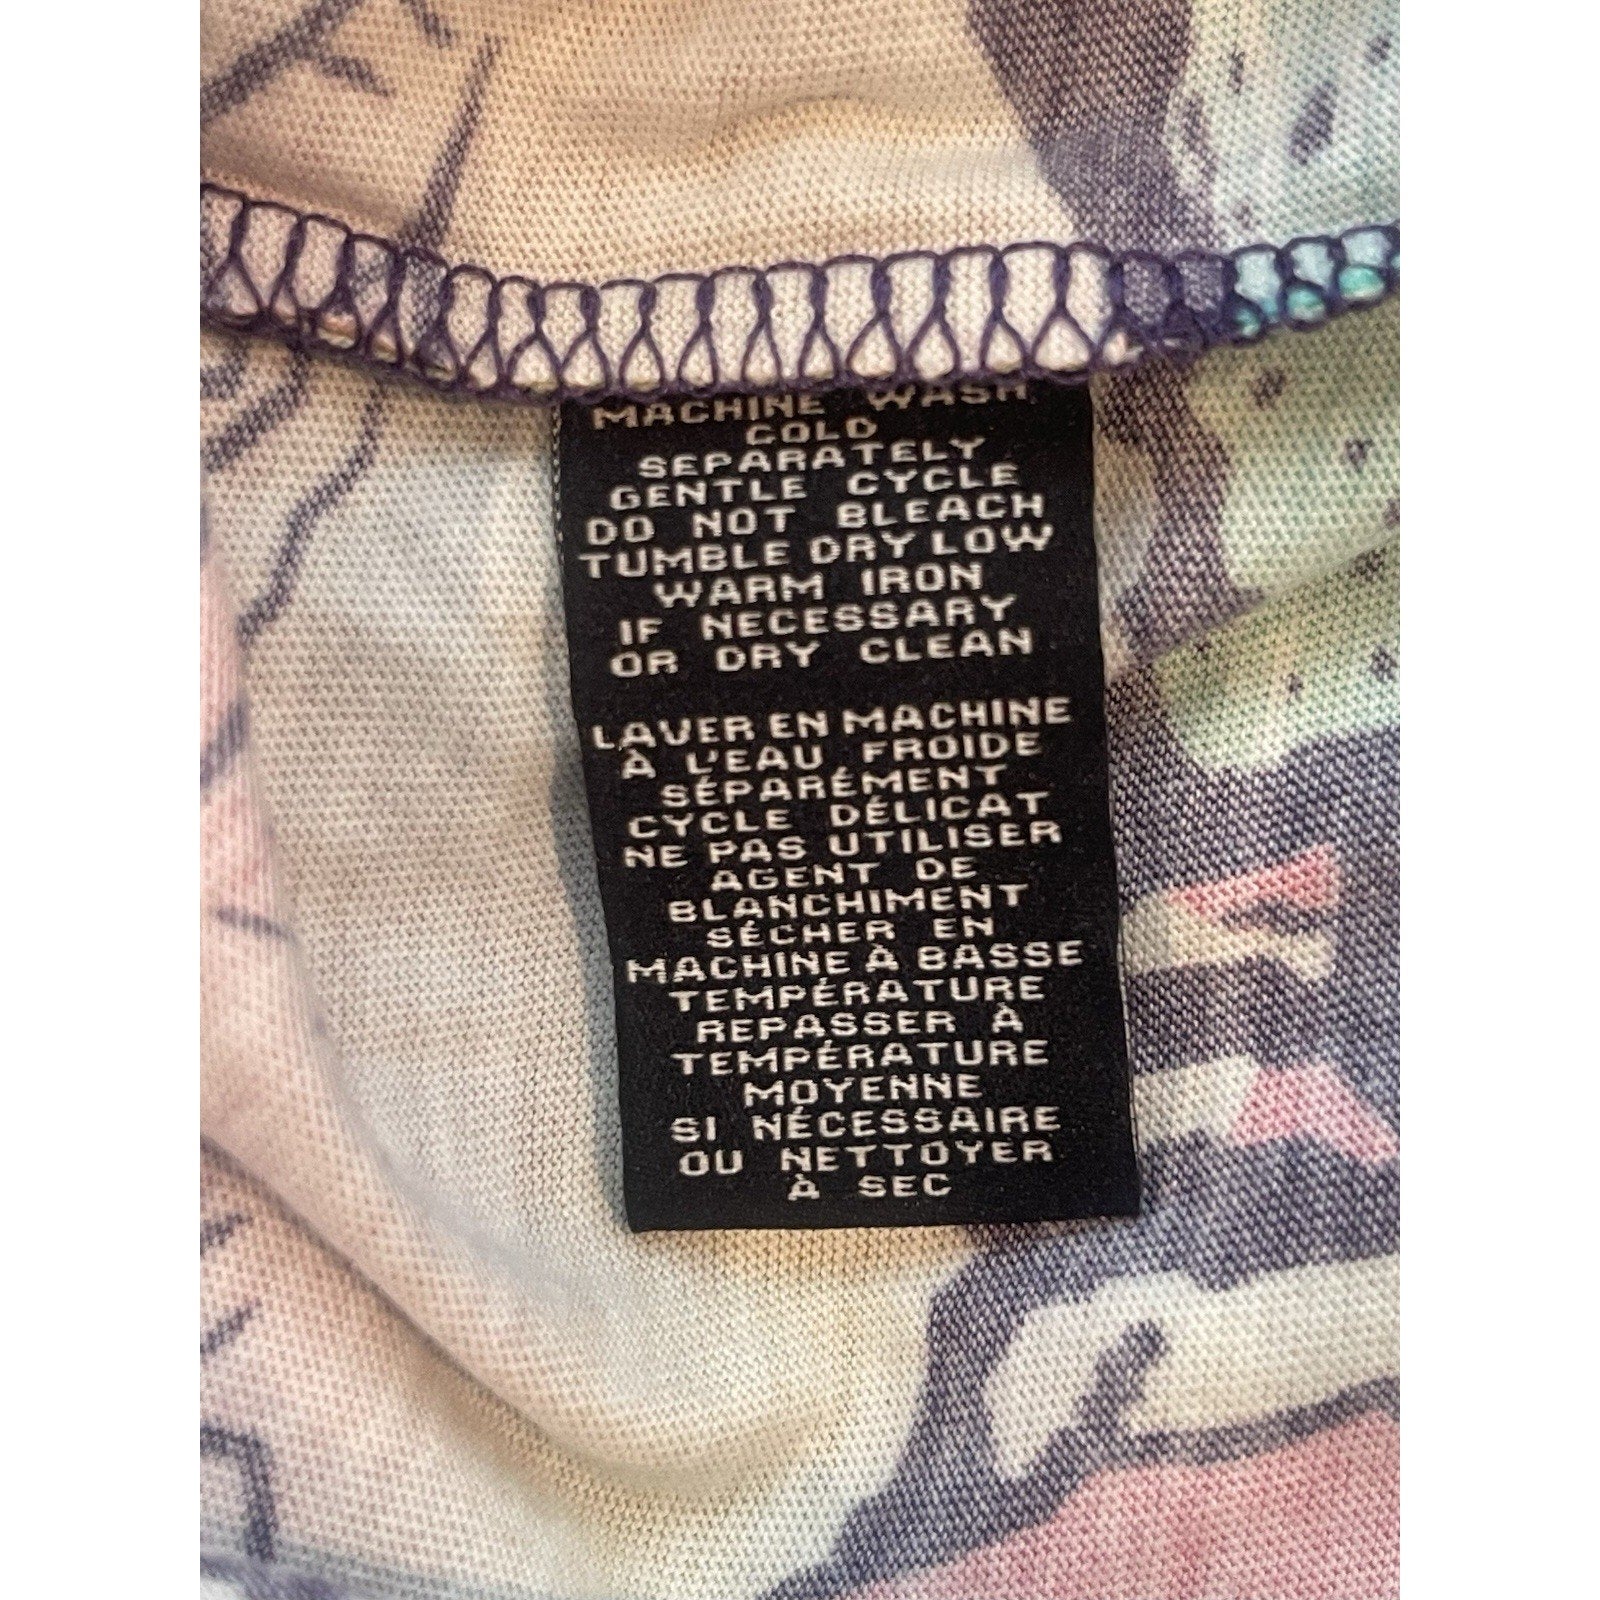 MACHINE WASH
COLD
SEPARATELY
GENTLE CYCLE
DO NOT BLEACH
TUMBLE DRY LOW
WARM IRON
IF NECESSARY
OR DRY CLEAN
LAVER EN MACHINE
À L'EAU FROIDE
SÉPARÉMENT
CYCLE DÉLICAT
NE PAS UTILISER
AGENT DE
BLANCHIMENT
SÉCHER EN
MACHINE À BASSE
TEMPÉRATURE
REPASSER À
TEMPÉRATURE
MOYENNE
SI NÉCESSAIRE
OU NETTOYER
À SEC